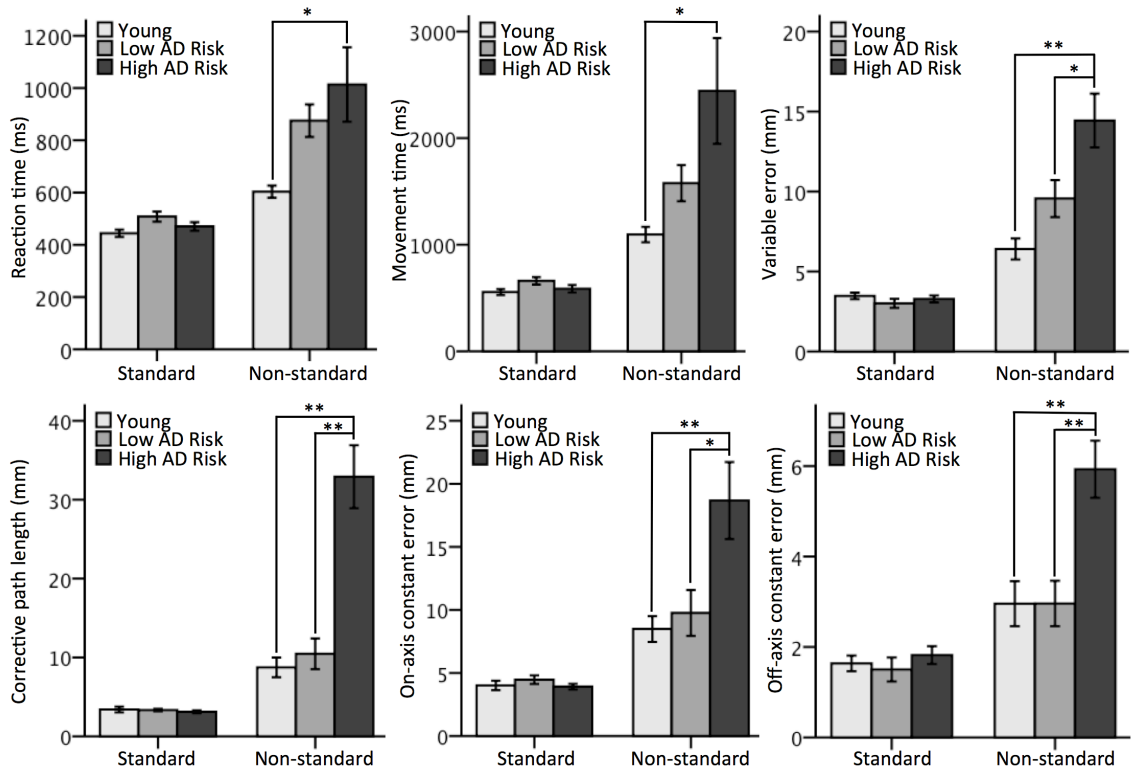 *
Young
Low AD Risk
High AD Risk
1200
1000
800
600
400
200
0
Reaction time (ms)
Standard
Non-standard
*
Young
Low AD Risk
High AD Risk
3000
2000
1000
0
Movement time (ms)
Standard
Non-standard
**
*
Young
Low AD Risk
High AD Risk
20
15
10
5
0
Variable error (mm)
Standard
Non-standard
**
**
Young
Low AD Risk
High AD Risk
40
30
20
10
0
Corrective path length (mm)
Standard
Non-standard
**
*
Young
Low AD Risk
High AD Risk
25
20
15
10
5
0
On-axis constant error (mm)
Standard
Non-standard
**
**
Young
Low AD Risk
High AD Risk
6
4
2
0
Off-axis constant error (mm)
Standard
Non-standard